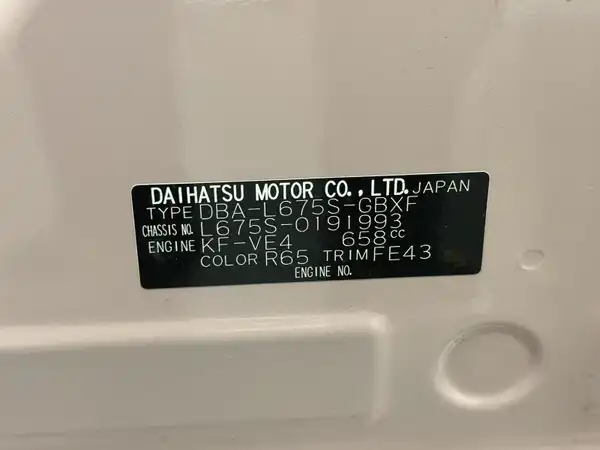 DAIHATSU MOTOR CO., LTD. JAPAN
TYPE DBA-L675S-GBXF
CHASSIS NO. L675S-0191993
ENGINE KF-VE4 658CC
COLOR R65 TRIM FE43
ENGINE NO.